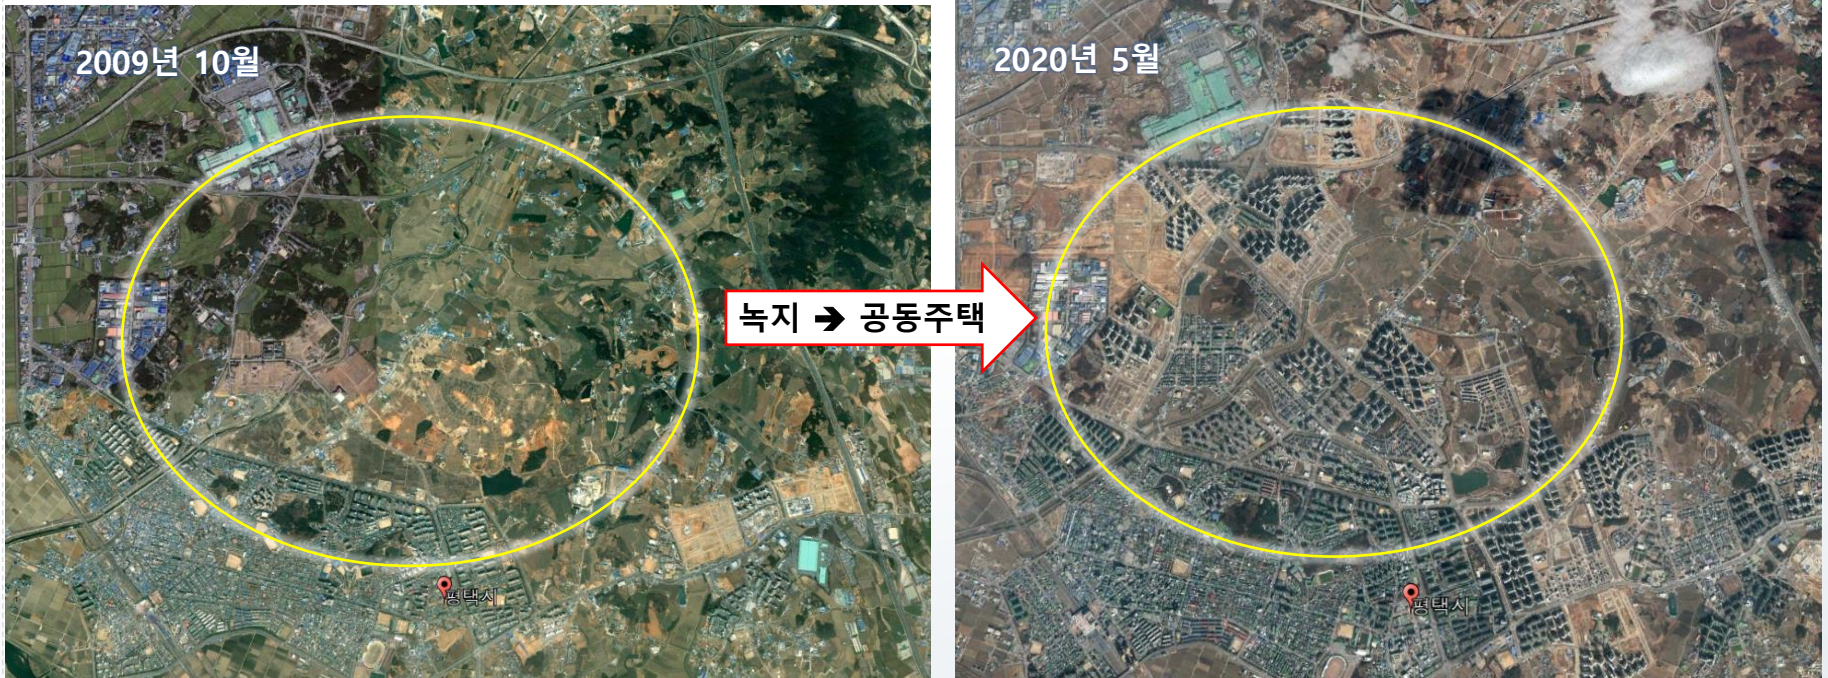 2009년 10월
2020년 5월
녹지 → 공동주택
평택시
평택시